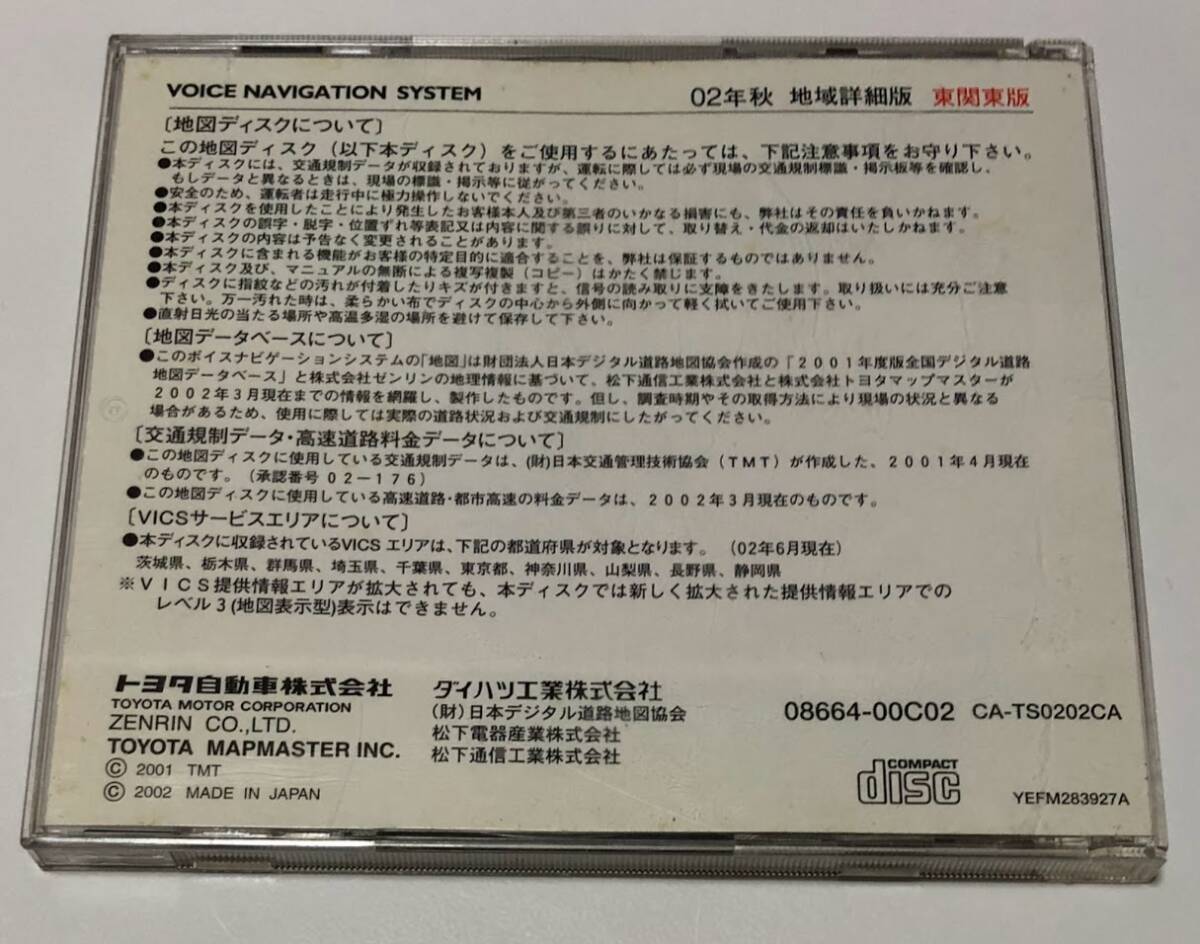 VOICE NAVIGATION SYSTEM
02年秋 地域詳細版 東関東版
〔地図ディスクについて〕
この地図ディスク(以下本ディスク)をご使用するにあたっては、下記注意事項をお守り下さい。
●本ディスクには、交通規制データが収録されておりますが、運転に際しては必ず現場の交通規制標識・掲示板等を確認し、
もしデータと異なるときは、現場の標識・掲示等に従がってください。
●安全のため、運転者は走行中に極力操作しないでください。
●本ディスクを使用したことにより発生したお客様本人及び第三者のいかなる損害にも、弊社はその責任を負いかねます。
●本ディスクの誤字・脱字・位置ずれ等表記又は内容に関する誤りに対して、取り替え・代金の返却はいたしかねます。
●本ディスクの内容は予告なく変更されることがあります。
●本ディスクに含まれる機能がお客様の特定目的に適合することを、弊社は保証するものではありません。
●本ディスク及び、マニュアルの無断による複写複製(コピー)はかたく禁じます。
●ディスクに指紋などの汚れが付着したりキズが付きますと、信号の読み取りに支障をきたします。取り扱いには充分ご注意
下さい。万一汚れた時は、柔らかい布でディスクの中心から外側に向かって軽く拭いてご使用下さい。
●直射日光の当たる場所や高温多湿の場所を避けて保存して下さい。
〔地図データベースについて〕
●このボイスナビゲーションシステムの「地図」は財団法人日本デジタル道路地図協会作成の「2001年度版全国デジタル道路
地図データベース」と株式会社ゼンリンの地理情報に基づいて、松下通信工業株式会社と株式会社トヨタマップマスターが
2002年3月現在までの情報を網羅し、製作したものです。但し、調査時期やその取得方法により現場の状況と異なる
場合があるため、使用に際しては実際の道路状況および交通規制にしたがってください。
〔交通規制データ・高速道路料金データについて〕
●この地図ディスクに使用している交通規制データは、(財)日本交通管理技術協会(TMT)が作成した、2001年4月現在
のものです。(承認番号02-176)
●この地図ディスクに使用している高速道路・都市高速の料金データは、2002年3月現在のものです。
〔VICSサービスエリアについて〕
●本ディスクに収録されているVICS エリアは、下記の都道府県が対象となります。(02年6月現在)
茨城県、栃木県、群馬県、埼玉県、千葉県、東京都、神奈川県、山梨県、長野県、静岡県
※VICS提供情報エリアが拡大されても、本ディスクでは新しく拡大された提供情報エリアでの
レベル3(地図表示型)表示はできません。
トヨタ自動車株式会社
TOYOTA MOTOR CORPORATION
ZENRIN CO.,LTD.
TOYOTA MAPMASTER INC.
© 2001 TMT
© 2002 MADE IN JAPAN
ダイハツ工業株式会社
(財)日本デジタル道路地図協会
松下電器産業株式会社
松下通信工業株式会社
08664-00C02 CA-TS0202CA
COMPACT
disc
YEFM283927A